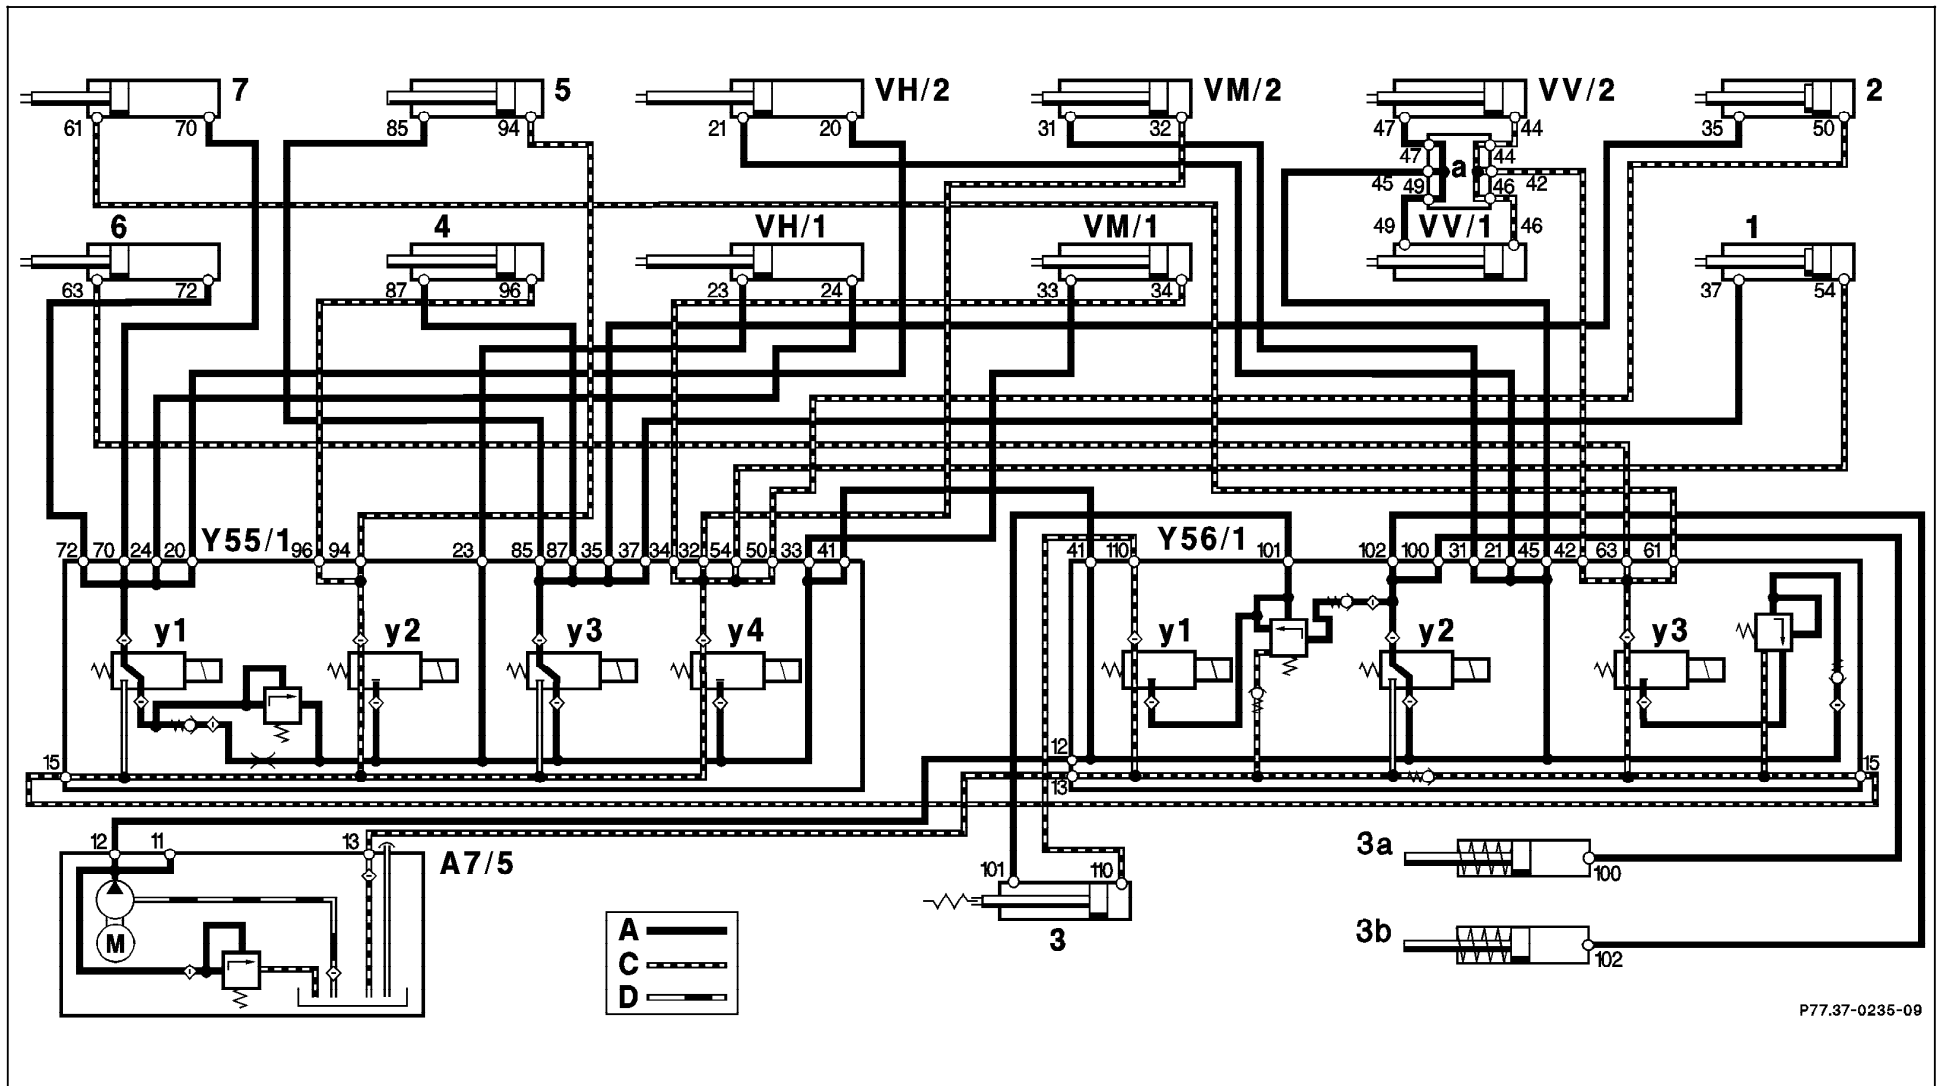 7 5 VH/2 VM/2 VV/2 2
61 70 85 94 21 20 31 32 47 44 35 50
47 a 44
45 49 46 42
6 4 VH/1 VM/1 49 VV/1 46 1
63 72 87 96 23 24 33 34 37 54
72 70 24 20 Y55/1 96 94 23 85 87 35 37 34 32 54 50 33 41 41 110 Y56/1 101 102 100 31 21 45 42 63 61
y1 y2 y3 y4 y1 y2 y3
15 12 15
13
12 11 13 A7/5
3a
100
101 110
M
A
C
D
3
3b
102
P77.37-0235-09